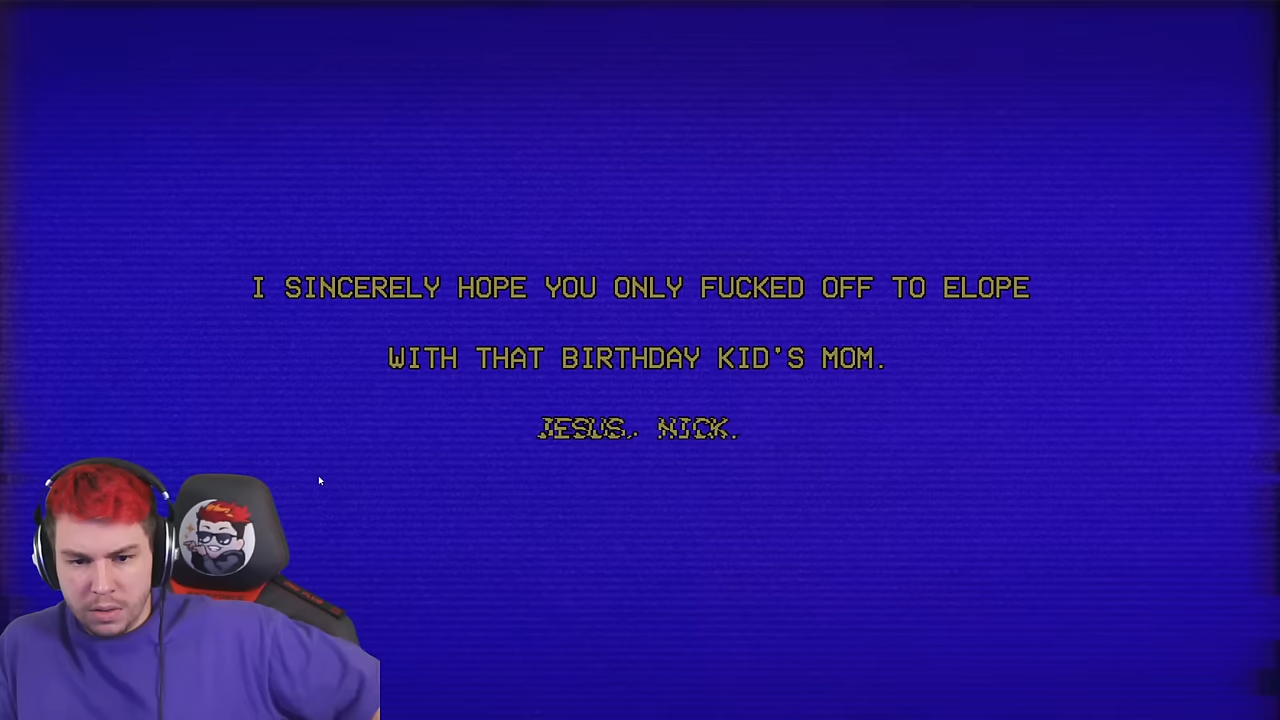 I SINCERELY HOPE YOU ONLY FUCKED OFF TO ELOPE
WITH THAT BIRTHDAY KID'S MOM.
JESUS, NICK.